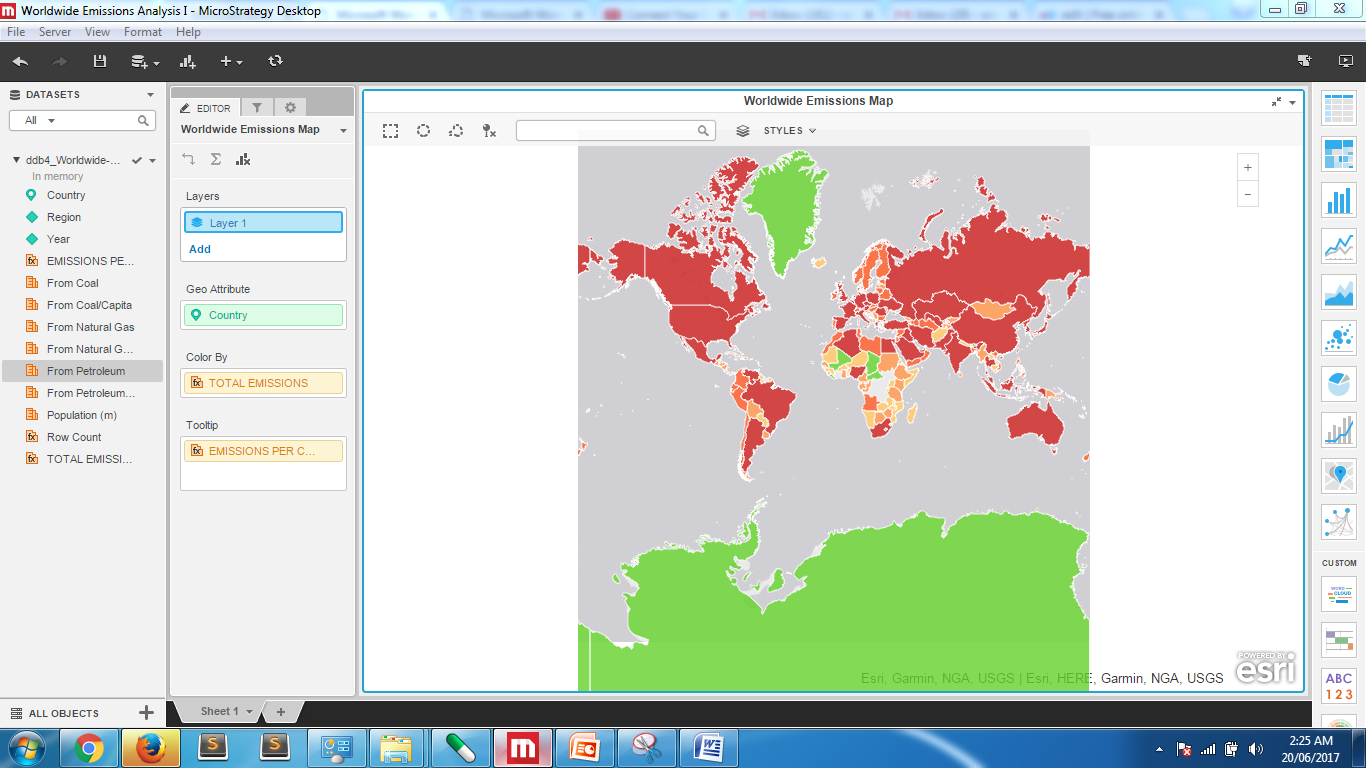 Worldwide Emissions Analysis I - MicroStrategy Desktop
File Server View Format Help
DATASETS
All
ddb4_Worldwide-...
In memory
Country
Region
Year
EMISSIONS PE...
From Coal
From Coal/Capita
From Natural Gas
From Natural G...
From Petroleum
From Petroleum...
Population (m)
Row Count
TOTAL EMISSI...
ALL OBJECTS
EDITOR
Worldwide Emissions Map
Layers
Layer 1
Add
Geo Attribute
Country
Color By
TOTAL EMISSIONS
Tooltip
EMISSIONS PER C...
Worldwide Emissions Map
STYLES
+
−
POWERED BY
esri
Esri, Garmin, NGA, USGS | Esri, HERE, Garmin, NGA, USGS
Sheet 1
CUSTOM
WORD
CLOUD
ABC
123
2:25 AM
20/06/2017